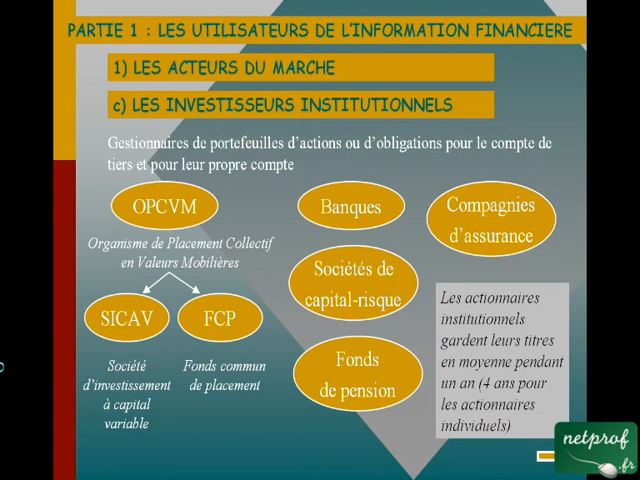 PARTIE 1 : LES UTILISATEURS DE L'INFORMATION FINANCIERE
1) LES ACTEURS DU MARCHE
c) LES INVESTISSEURS INSTITUTIONNELS
Gestionnaires de portefeuilles d'actions ou d'obligations pour le compte de
tiers et pour leur propre compte
OPCVM
Organisme de Placement Collectif
en Valeurs Mobilières
SICAV
FCP
Société
d'investissement
à capital
variable
Fonds commun
de placement
Banques
Sociétés de
capital-risque
Fonds
de pension
Compagnies
d'assurance
Les actionnaires
institutionnels
gardent leurs titres
en moyenne pendant
un an (4 ans pour
les actionnaires
individuels)
netprof
.fr